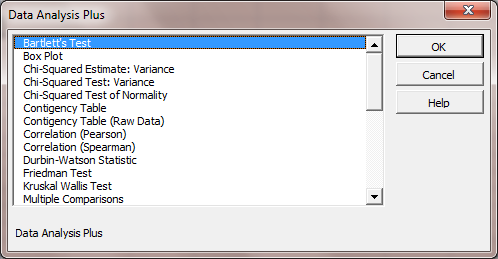 Data Analysis Plus
Bartlett's Test
Box Plot
Chi-Squared Estimate: Variance
Chi-Squared Test: Variance
Chi-Squared Test of Normality
Contigency Table
Contigency Table (Raw Data)
Correlation (Pearson)
Correlation (Spearman)
Durbin-Watson Statistic
Friedman Test
Kruskal Wallis Test
Multiple Comparisons
OK
Cancel
Help
Data Analysis Plus